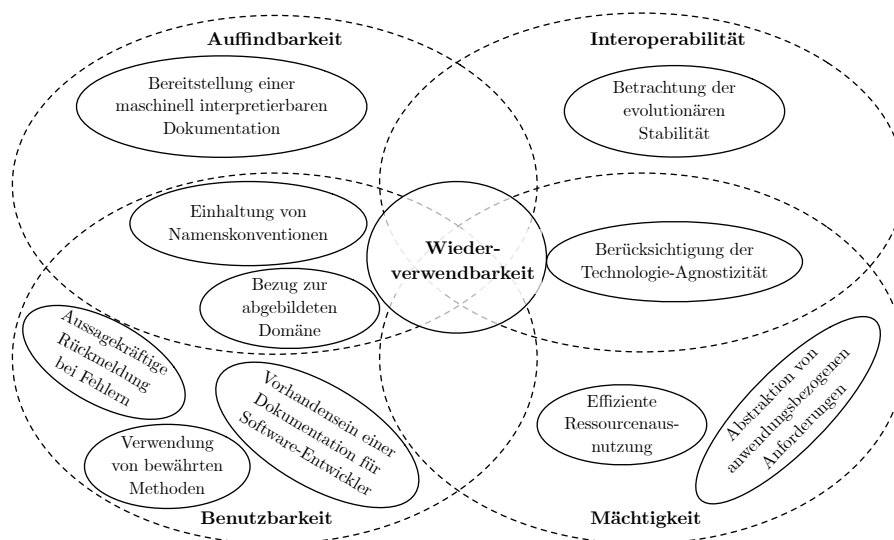 Auffindbarkeit
Interoperabilität
Bereitstellung einer
maschinell interpretierbaren
Dokumentation
Betrachtung der
evolutionären
Stabilität
Einhaltung von
Namenskonventionen
Wieder-
verwendbarkeit
Berücksichtigung der
Technologie-Agnostizität
Bezug zur
abgebildeten
Domäne
Aussagekräftige
Rückmeldung
bei Fehlern
Vorhandensein einer
Dokumentation für
Software-Entwickler
Verwendung
von bewährten
Methoden
Effiziente
Ressourcenaus-
nutzung
Abstraktion von
anwendungsbezogenen
Anforderungen
Benutzbarkeit
Mächtigkeit